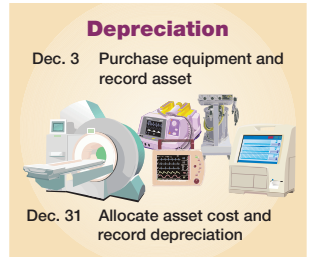 Depreciation
Dec. 3 Purchase equipment and
record asset
Dec. 31 Allocate asset cost and
record depreciation